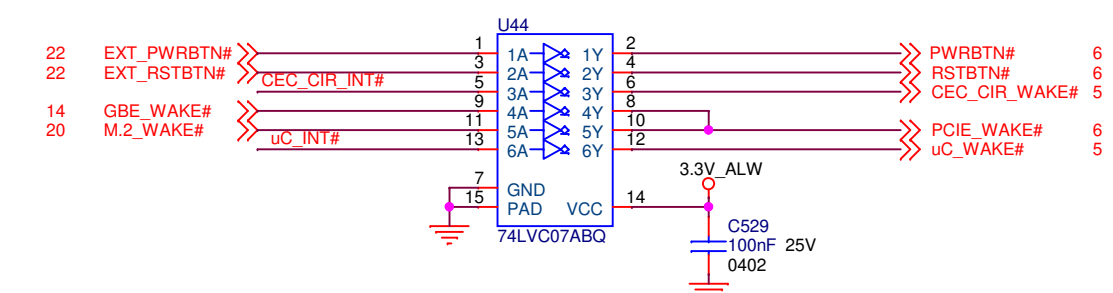 U44
22 EXT_PWRBTN# 1 1A 1Y 2 PWRBTN# 6
22 EXT_RSTBTN# 3 2A 2Y 4 RSTBTN# 6
CEC_CIR_INT# 5 3A 3Y 6 CEC_CIR_WAKE# 5
14 GBE_WAKE# 9 4A 4Y 8
20 M.2_WAKE# 11 5A 5Y 10 PCIE_WAKE# 6
uC_INT# 13 6A 6Y 12 uC_WAKE# 5
3.3V_ALW
7 GND
15 PAD VCC 14
74LVC07ABQ
C529
100nF 25V
0402